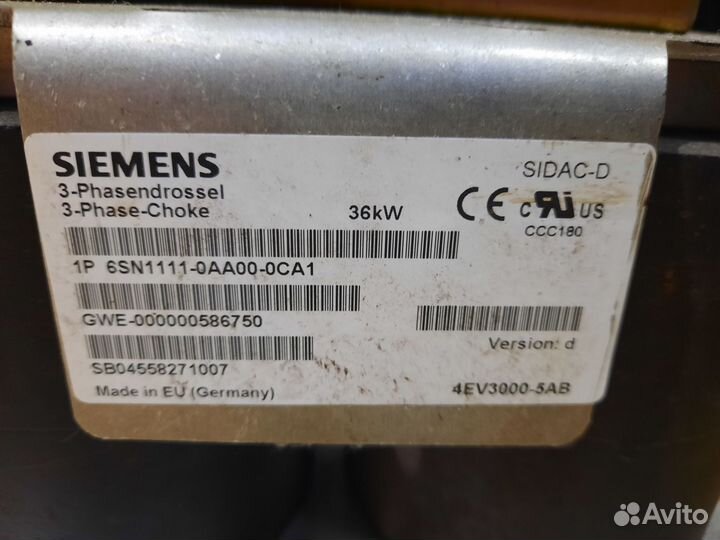 SIEMENS
SIDAC-D
3-Phasendrossel
3-Phase-Choke
36kW
CE c RU US
CCC180
1P 6SN1111-0AA00-0CA1
GWE-000000586750
Version: d
SB04558271007
Made in EU (Germany)
4EV3000-5AB
Avito